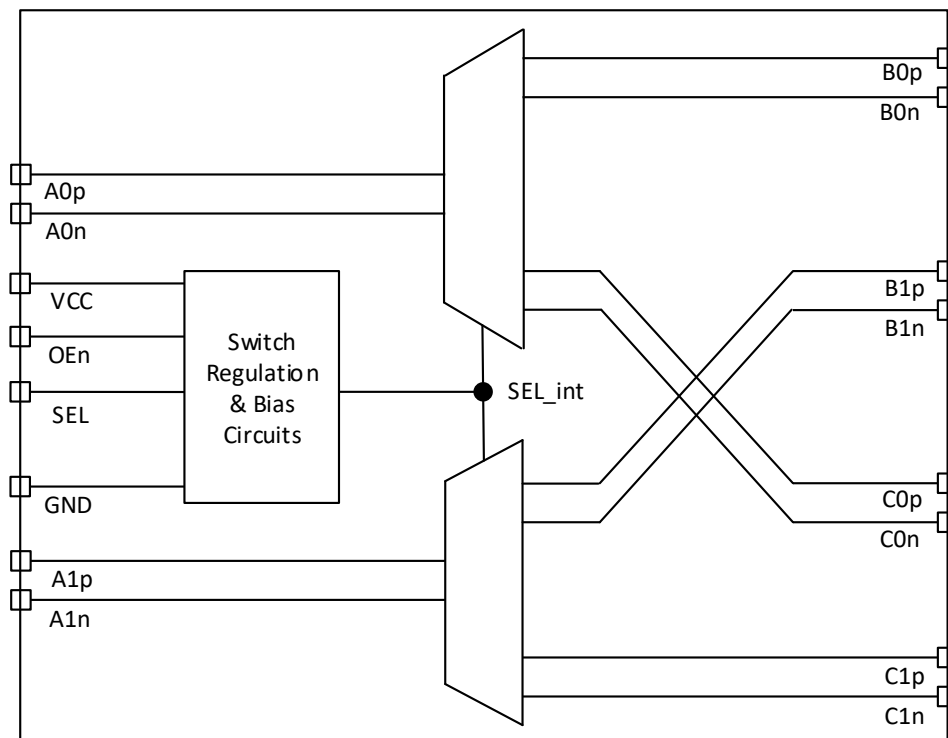 B0p
B0n
A0p
A0n
VCC
OEn
SEL
GND
Switch
Regulation
& Bias
Circuits
SEL_int
B1p
B1n
C0p
C0n
A1p
A1n
C1p
C1n